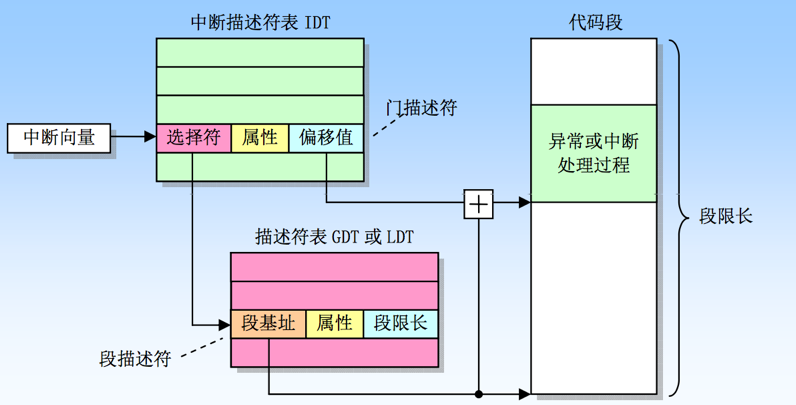 中断描述符表 IDT
代码段
门描述符
中断向量
选择符
属性
偏移值
异常或中断
处理过程
+
段限长
描述符表 GDT 或 LDT
段基址
属性
段限长
段描述符